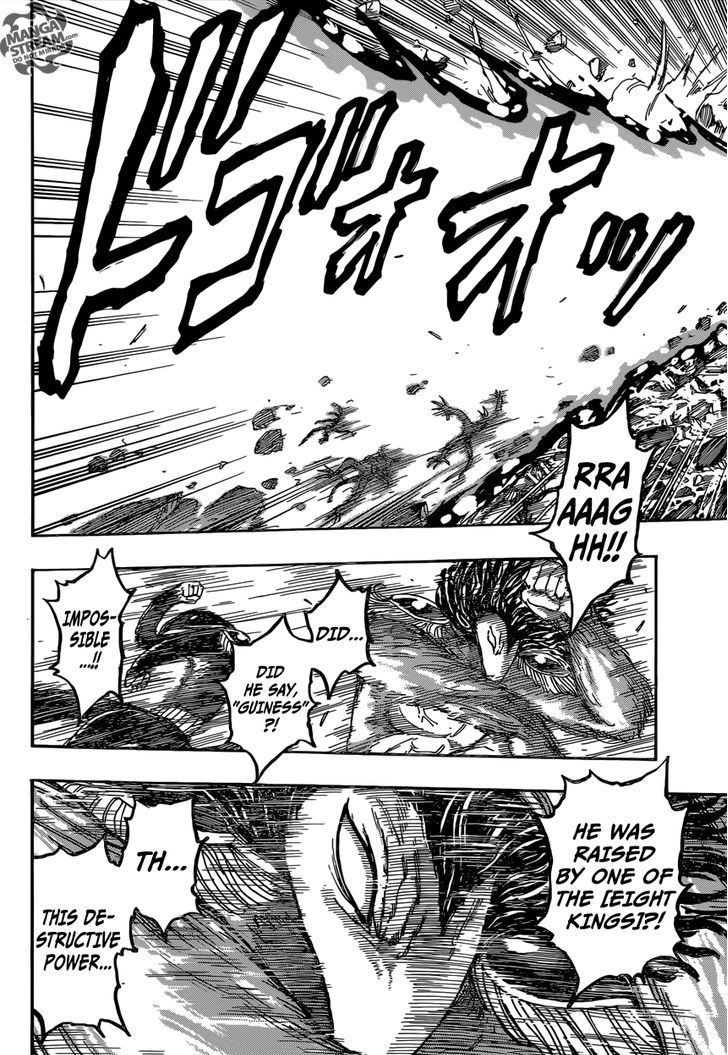 MANGA
STREAM.com
DO NOT MIRROR
ドゴオオッ
RRA
AAAG
HH!!
DID...
DID
HE SAY,
"GUINESS"
?!
IMPOS-
SIBLE
...!!
HE WAS
RAISED
BY ONE OF
THE [EIGHT
KINGS]?!
TH...
THIS DE-
STRUCTIVE
POWER...